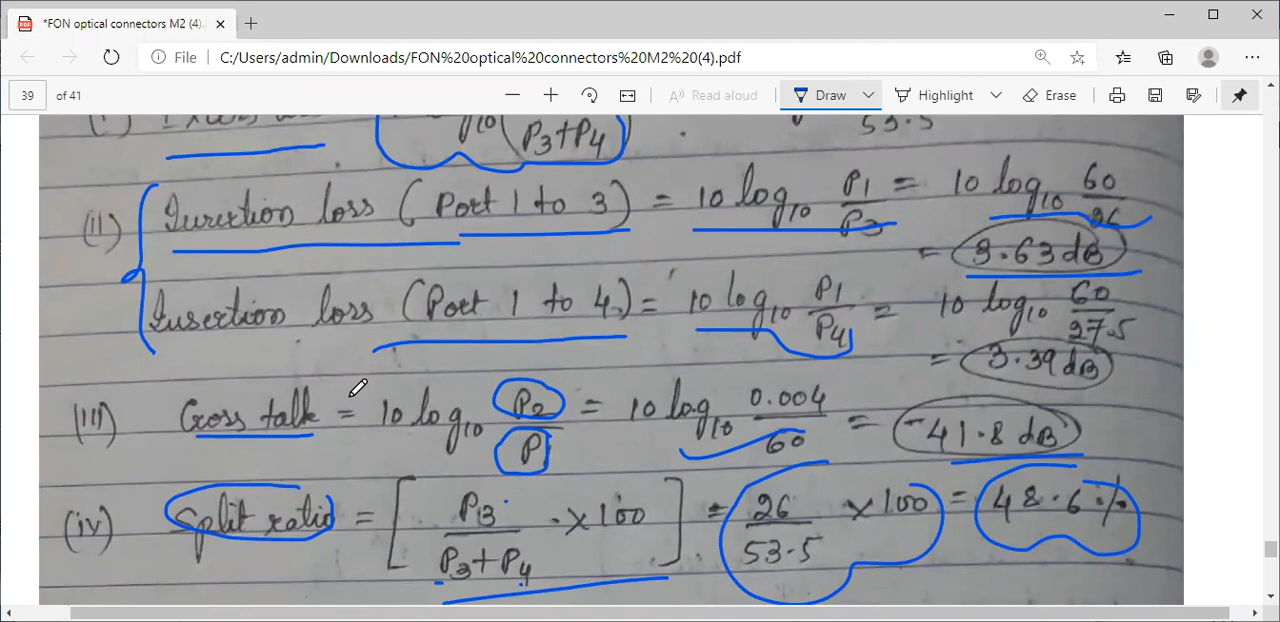 *FON optical connectors M2 (4).
File C:/Users/admin/Downloads/FON%20optical%20connectors%20M2%20(4).pdf
39 of 41 Read aloud Draw Highlight Erase
P3+P4 53.5
(ii) Insertion loss (Port 1 to 3) = 10 log10 P1/P3 = 10 log10 60/26
= 3.63 dB
Insertion loss (Port 1 to 4) = 10 log10 P1/P4 = 10 log10 60/27.5
= 3.39 dB
(iii) Cross talk = 10 log10 P2/P1 = 10 log10 0.004/60 = -41.8 dB
(iv) Split ratio = [P3/P3+P4 . x 100] = 26/53.5 x 100 = 48.6 %